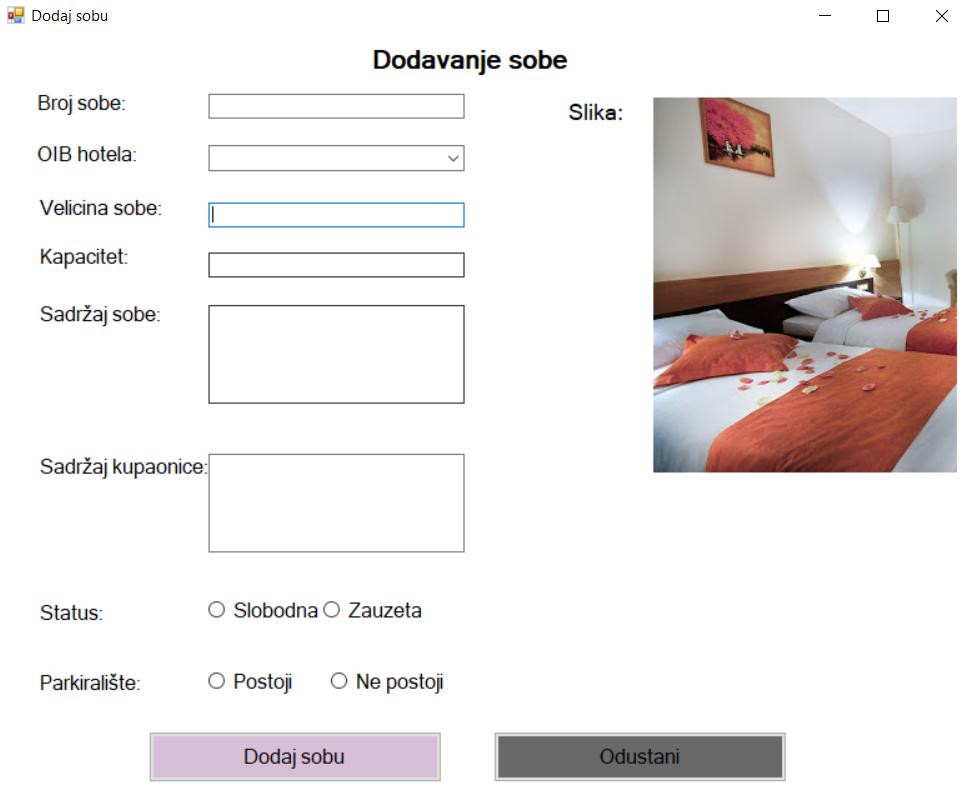 Dodaj sobu
Dodavanje sobe
Broj sobe:
Slika:
OIB hotela:
Velicina sobe:
Kapacitet:
Sadržaj sobe:
Sadržaj kupaonice:
Status:
Slobodna
Zauzeta
Parkiralište:
Postoji
Ne postoji
Dodaj sobu
Odustani